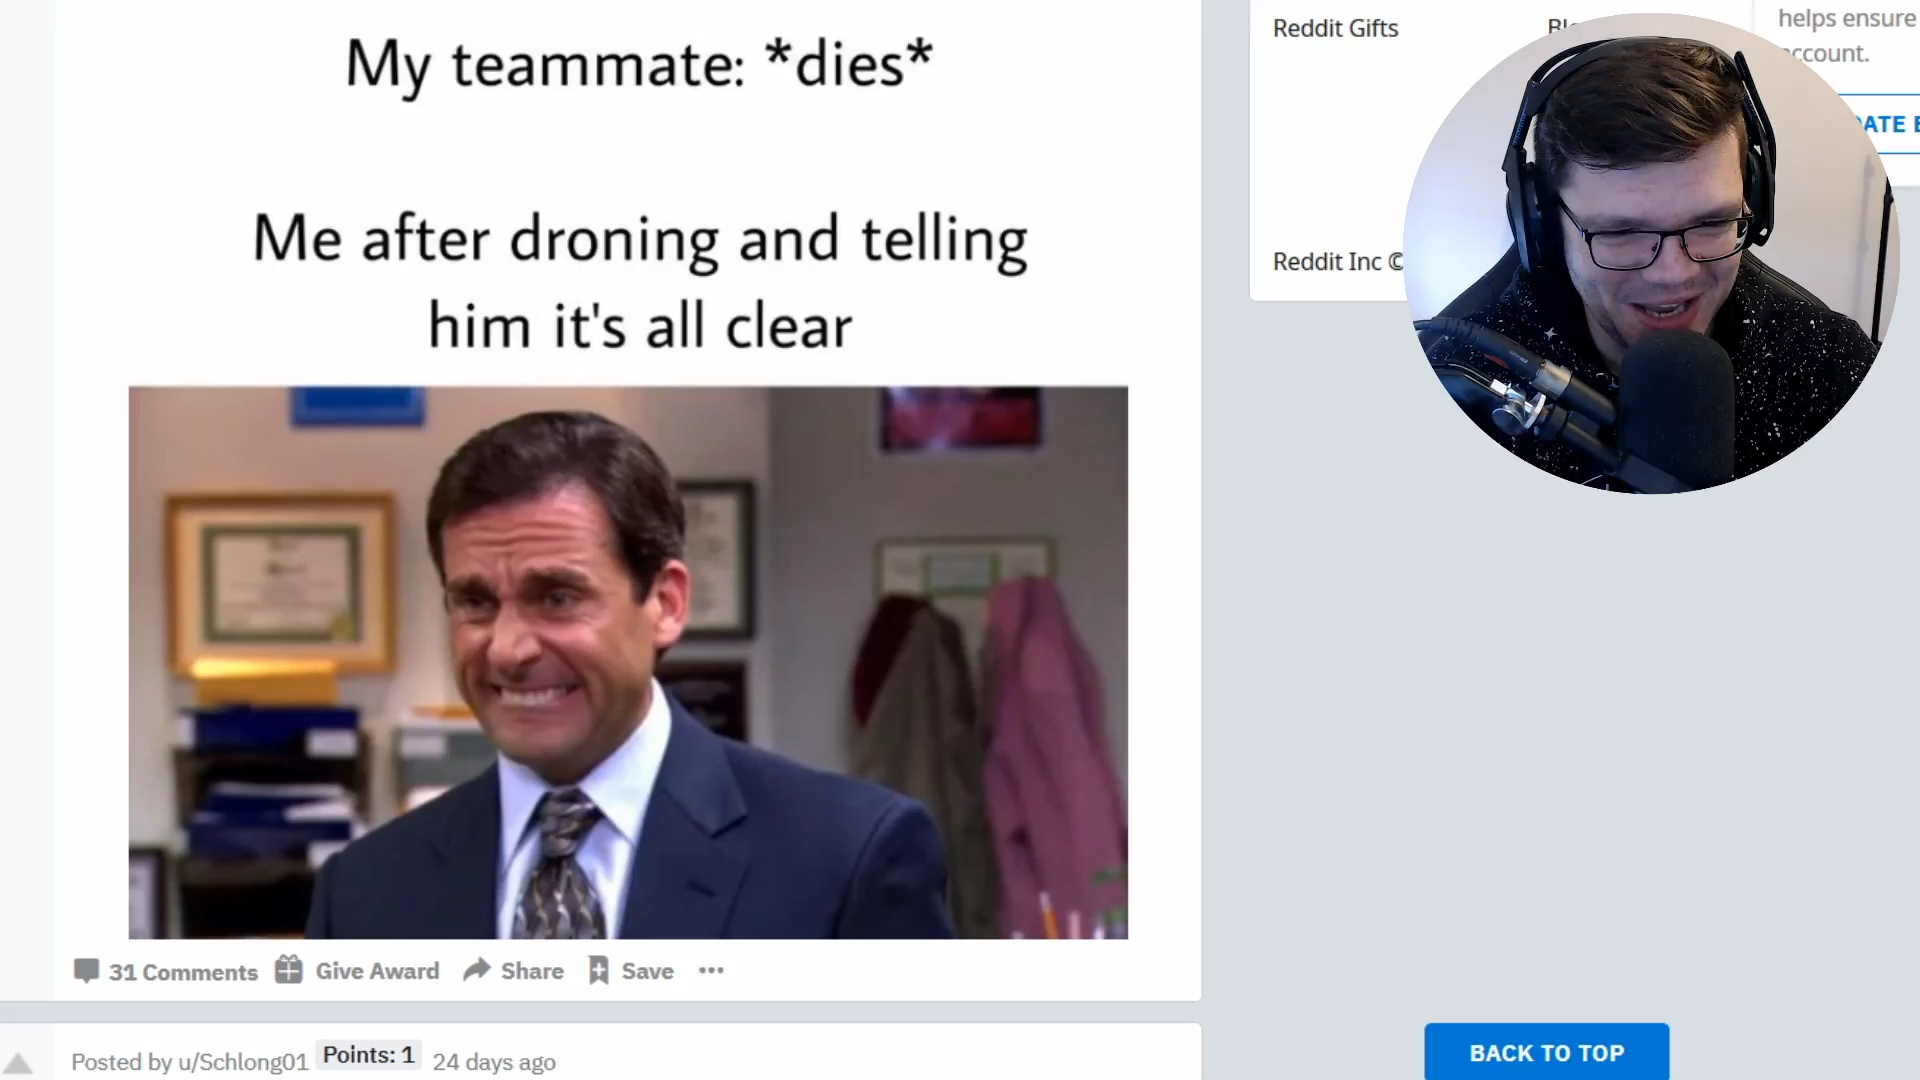 My teammate: *dies*
Me after droning and telling
him it's all clear
31 Comments Give Award Share Save
Posted by u/Schlong01 Points: 1 24 days ago
Reddit Gifts
helps ensure
account.
Reddit Inc ©
BACK TO TOP